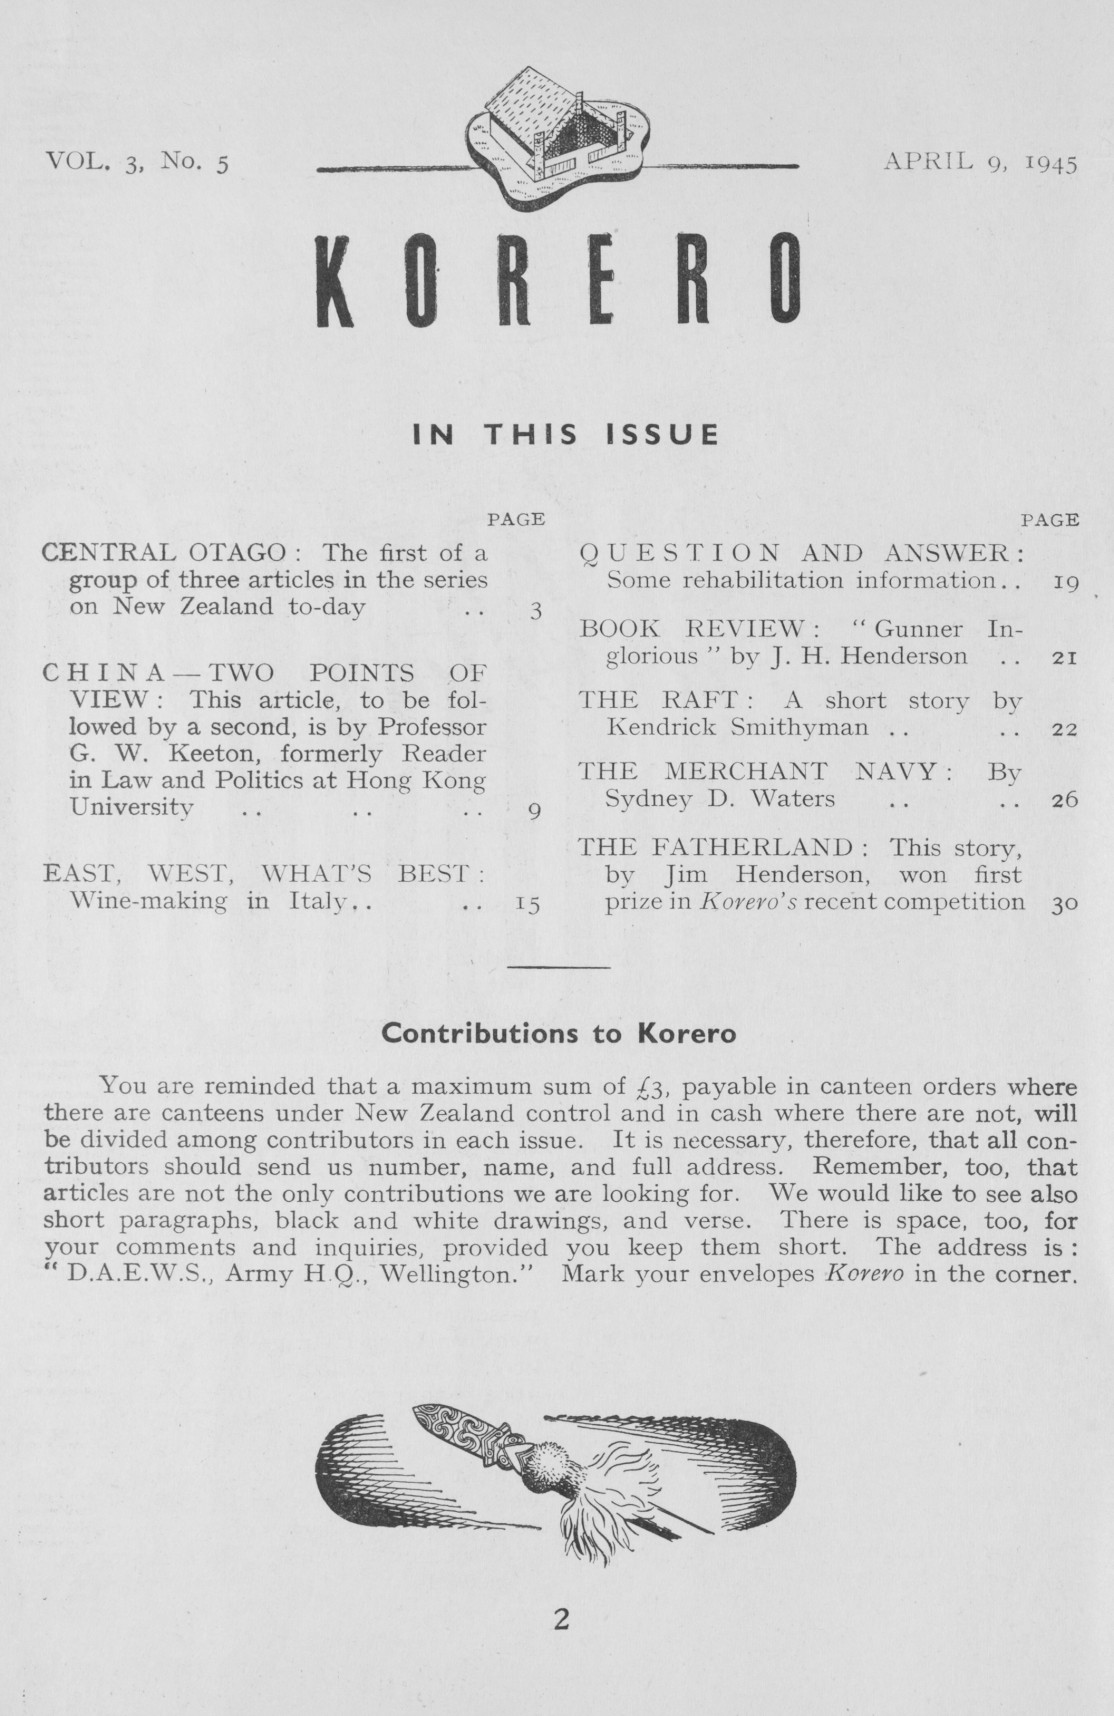 VOL. 3, No. 5
APRIL 9, 1945
KORERO
IN THIS ISSUE
PAGE
CENTRAL OTAGO : The first of a
group of three articles in the series
on New Zealand to-day .. 3
CHINA—TWO POINTS OF
VIEW : This article, to be fol-
lowed by a second, is by Professor
G. W. Keeton, formerly Reader
in Law and Politics at Hong Kong
University .. .. .. 9
EAST, WEST, WHAT'S BEST :
Wine-making in Italy.. .. 15
PAGE
QUESTION AND ANSWER :
Some rehabilitation information.. 19
BOOK REVIEW : “ Gunner In-
glorious ” by J. H. Henderson .. 21
THE RAFT : A short story by
Kendrick Smithyman .. .. 22
THE MERCHANT NAVY : By
Sydney D. Waters .. .. 26
THE FATHERLAND : This story,
by Jim Henderson, won first
prize in Korero's recent competition 30
Contributions to Korero
You are reminded that a maximum sum of £3, payable in canteen orders where
there are canteens under New Zealand control and in cash where there are not, will
be divided among contributors in each issue. It is necessary, therefore, that all con-
tributors should send us number, name, and full address. Remember, too, that
articles are not the only contributions we are looking for. We would like to see also
short paragraphs, black and white drawings, and verse. There is space, too, for
your comments and inquiries, provided you keep them short. The address is :
“ D.A.E.W.S., Army H.Q., Wellington.” Mark your envelopes Korero in the corner.
2